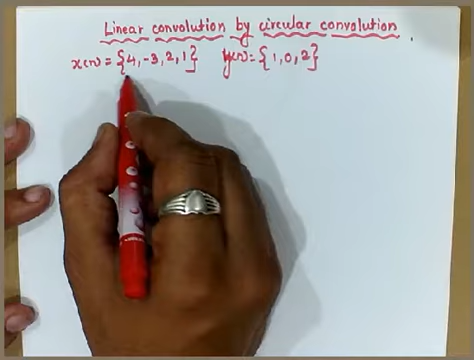 Linear convolution by circular convolution.
x(n) = {4, -3, 2, 1} y(n) = {1, 0, 2}